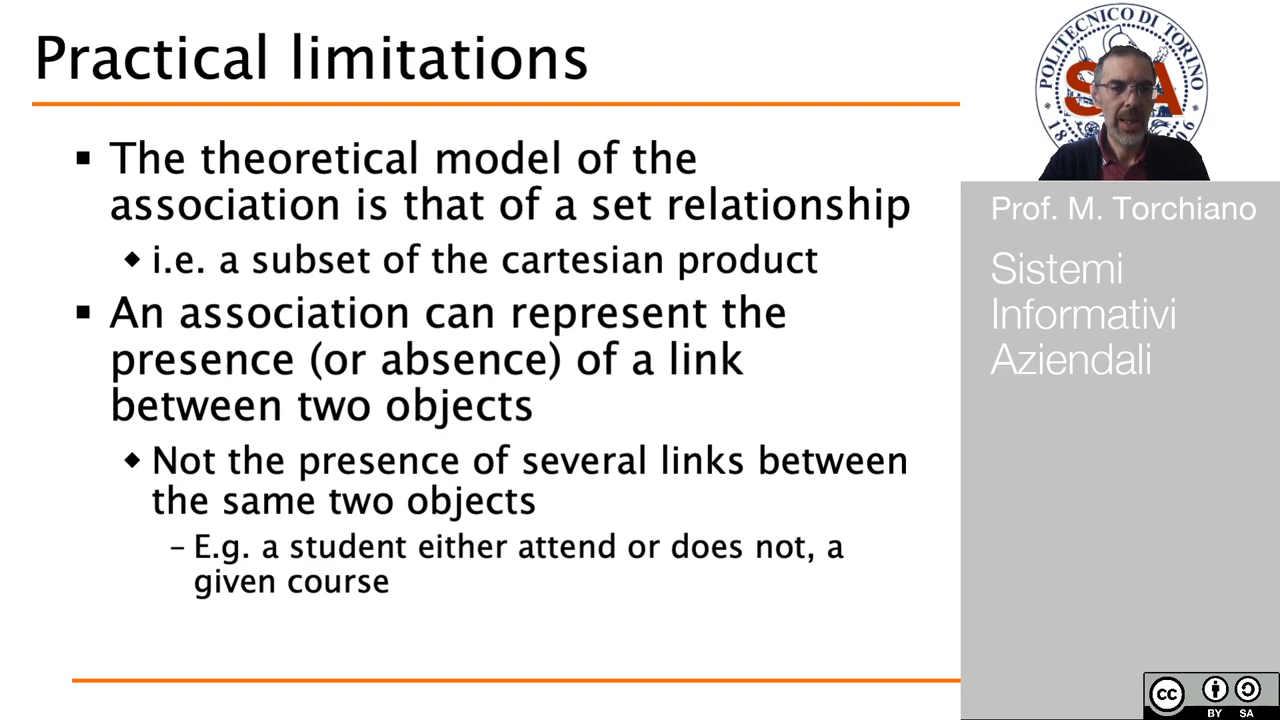 Practical limitations
▪ The theoretical model of the
association is that of a set relationship
◆ i.e. a subset of the cartesian product
▪ An association can represent the
presence (or absence) of a link
between two objects
◆ Not the presence of several links between
the same two objects
– E.g. a student either attend or does not, a
given course
POLITECNICO DI TORINO
Prof. M. Torchiano
Sistemi
Informativi
Aziendali
cc
BY SA